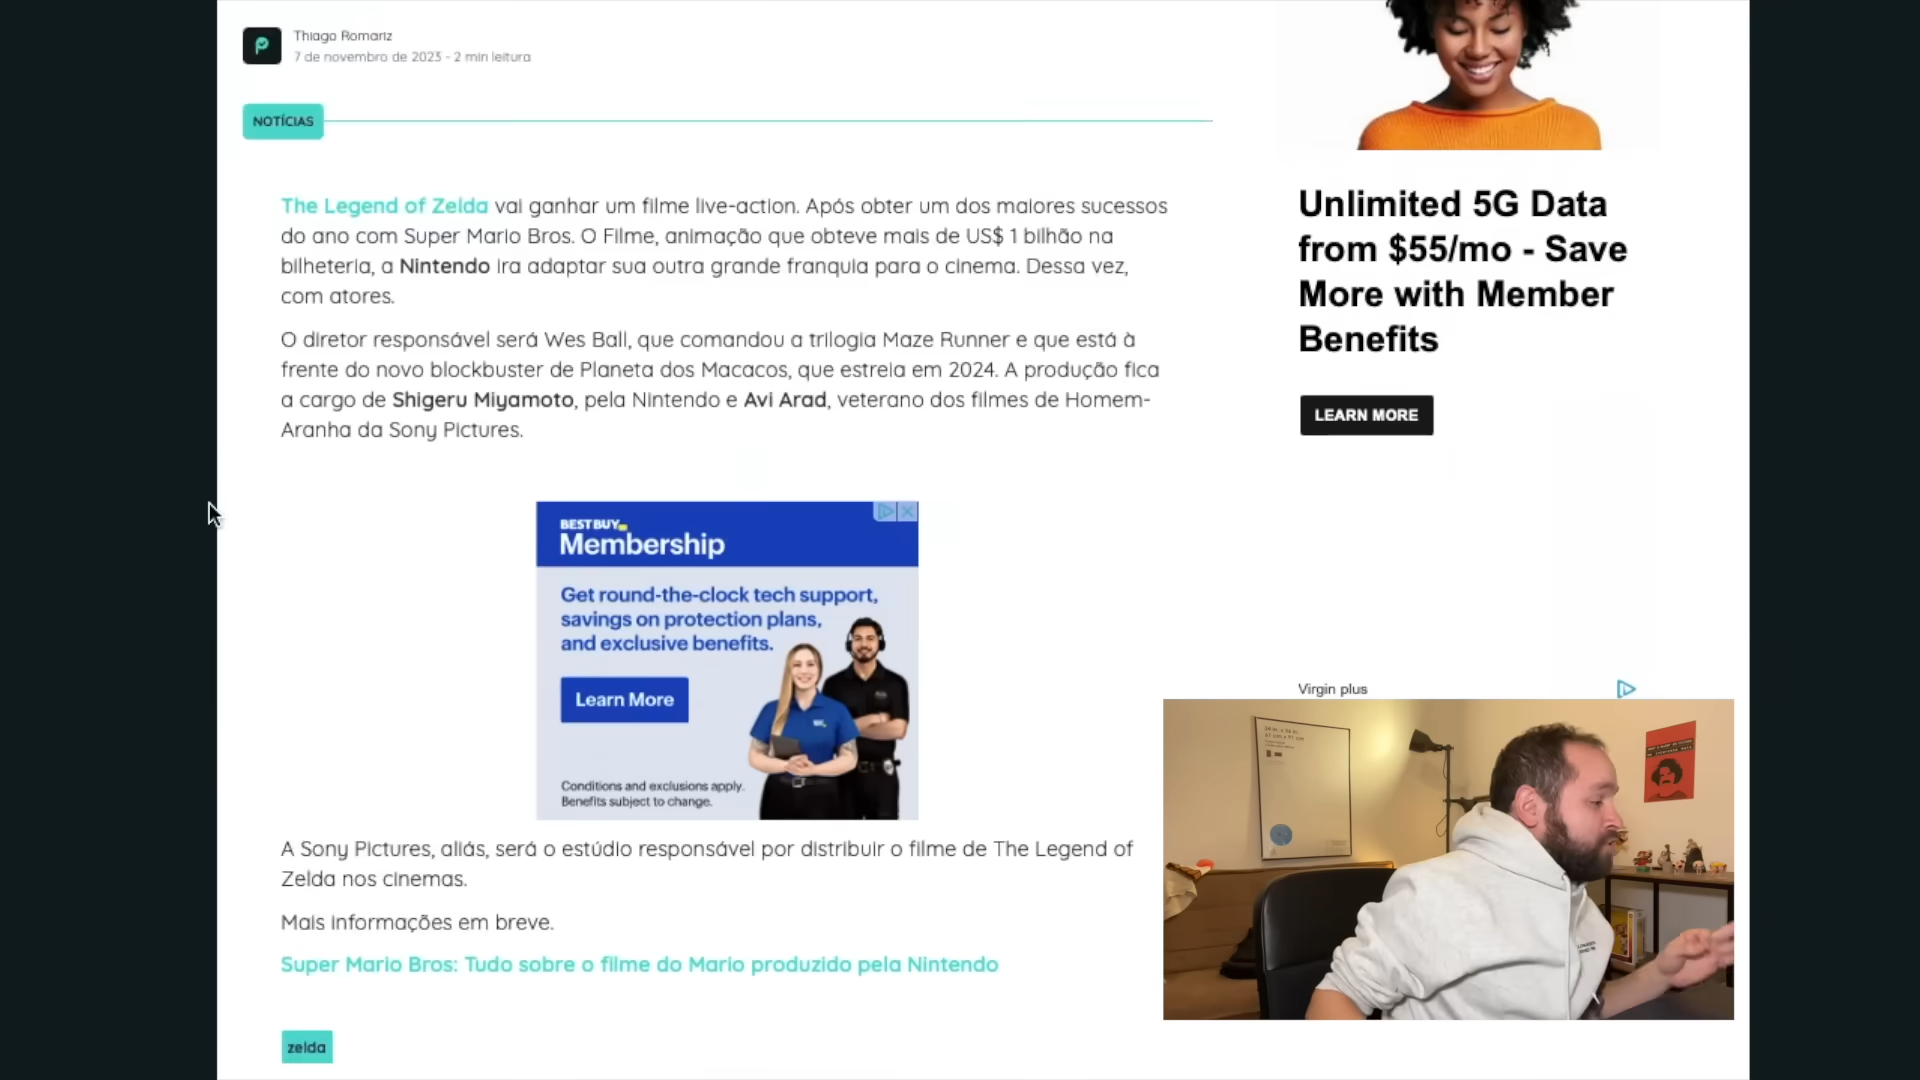 Thiago Romariz
7 de novembro de 2023 - 2 min leitura
NOTÍCIAS
The Legend of Zelda vai ganhar um filme live-action. Após obter um dos maiores sucessos
do ano com Super Mario Bros. O Filme, animação que obteve mais de US$ 1 bilhão na
bilheteria, a Nintendo ira adaptar sua outra grande franquia para o cinema. Dessa vez,
com atores.
O diretor responsável será Wes Ball, que comandou a trilogia Maze Runner e que está à
frente do novo blockbuster de Planeta dos Macacos, que estreia em 2024. A produção fica
a cargo de Shigeru Miyamoto, pela Nintendo e Avi Arad, veterano dos filmes de Homem-
Aranha da Sony Pictures.
BEST BUY
Membership
Get round-the-clock tech support,
savings on protection plans,
and exclusive benefits.
Learn More
Conditions and exclusions apply.
Benefits subject to change.
A Sony Pictures, aliás, será o estúdio responsável por distribuir o filme de The Legend of
Zelda nos cinemas.
Mais informações em breve.
Super Mario Bros: Tudo sobre o filme do Mario produzido pela Nintendo
zelda
Unlimited 5G Data
from $55/mo - Save
More with Member
Benefits
LEARN MORE
Virgin plus